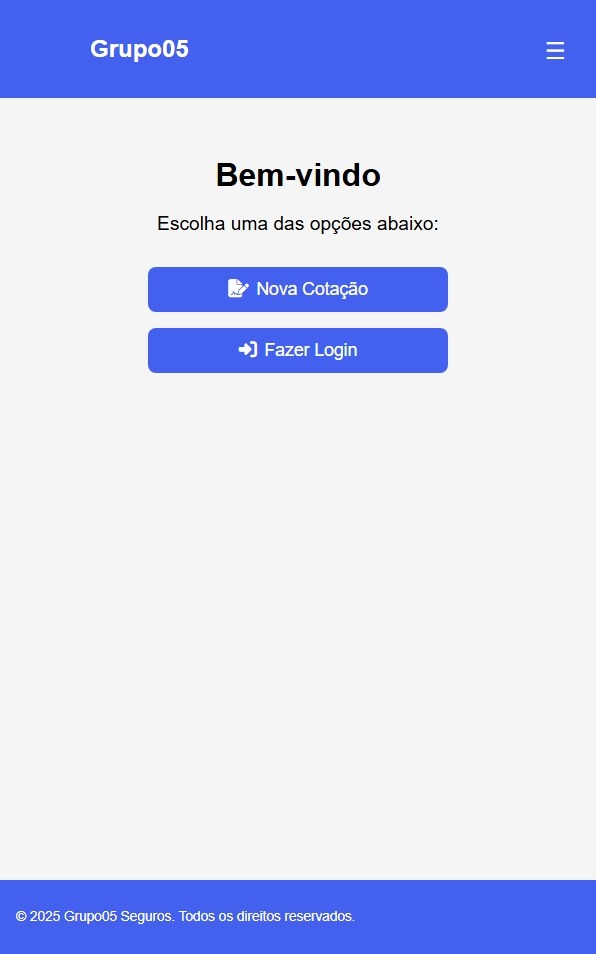 Grupo05
Bem-vindo
Escolha uma das opções abaixo:
Nova Cotação
Fazer Login
© 2025 Grupo05 Seguros. Todos os direitos reservados.